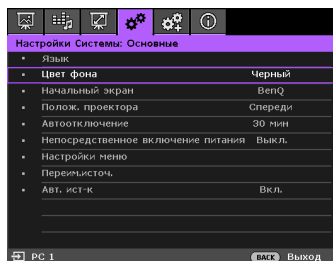 Настройки Системы: Основные
Язык
Цвет фона Черный
Начальный экран BenQ
Полож. проектора Спереди
Автоотключение 30 мин
Непосредственное включение питания Выкл.
Настройки меню
Переим.источ.
Авт. ист-к Вкл.
PC 1 BACK Выход